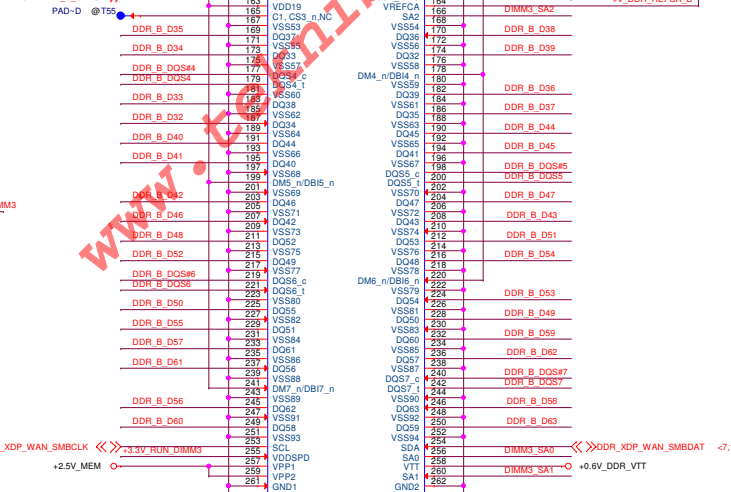 163 VDD19 VREFCA 164
PAD~D @T55 165 C1, CS3_n,NC SA2 166 DIMM3_SA2
167 VSS53 VSS54 168
DDR_B_D35 169 DQ37 DQ36 170 DDR_B_D38
171 VSS55 VSS56 172
DDR_B_D34 173 DQ33 DQ32 174 DDR_B_D39
175 VSS57 VSS58 176
DDR_B_DQS#4 177 DQS4_c DM4_n/DBI4_n 178
DDR_B_DQS4 179 DQS4_t VSS59 180
181 VSS60 DQ39 182 DDR_B_D36
DDR_B_D33 183 DQ38 VSS61 184
185 VSS62 DQ35 186 DDR_B_D37
DDR_B_D32 187 DQ34 VSS63 188
189 VSS64 DQ45 190 DDR_B_D44
DDR_B_D40 191 DQ44 VSS65 192
193 VSS66 DQ41 194 DDR_B_D45
DDR_B_D41 195 DQ40 VSS67 196
197 VSS68 DQS5_c 198 DDR_B_DQS#5
199 DM5_n/DBI5_n DQS5_t 200 DDR_B_DQS5
201 VSS69 VSS70 202
DDR_B_D42 203 DQ46 DQ47 204 DDR_B_D47
MM3 205 VSS71 VSS72 206
DDR_B_D46 207 DQ42 DQ43 208 DDR_B_D43
209 VSS73 VSS74 210
DDR_B_D48 211 DQ52 DQ53 212 DDR_B_D51
213 VSS75 VSS76 214
DDR_B_D52 215 DQ49 DQ48 216 DDR_B_D54
217 VSS77 VSS78 218
DDR_B_DQS#6 219 DQS6_c DM6_n/DBI6_n 220
DDR_B_DQS6 221 DQS6_t VSS79 222
223 VSS80 DQ54 224 DDR_B_D53
DDR_B_D50 225 DQ55 VSS81 226
227 VSS82 DQ50 228 DDR_B_D49
DDR_B_D55 229 DQ51 VSS83 230
231 VSS84 DQ60 232 DDR_B_D59
DDR_B_D57 233 DQ61 VSS85 234
235 VSS86 DQ57 236 DDR_B_D62
DDR_B_D61 237 DQ56 VSS87 238
239 VSS88 DQS7_c 240 DDR_B_DQS#7
241 DM7_n/DBI7_n DQS7_t 242 DDR_B_DQS7
243 VSS89 VSS90 244
DDR_B_D56 245 DQ62 DQ63 246 DDR_B_D58
247 VSS91 VSS92 248
DDR_B_D60 249 DQ58 DQ59 250 DDR_B_D63
251 VSS93 VSS94 252
_XDP_WAN_SMBCLK 253 SCL SDA 254 DDR_XDP_WAN_SMBDAT <7,
+3.3V_RUN_DIMM3 255 VDDSPD SA0 256 DIMM3_SA0
+2.5V_MEM 257 VPP1 VTT 258 +0.6V_DDR_VTT
259 VPP2 SA1 260 DIMM3_SA1
261 GND1 GND2 262
www.tekni